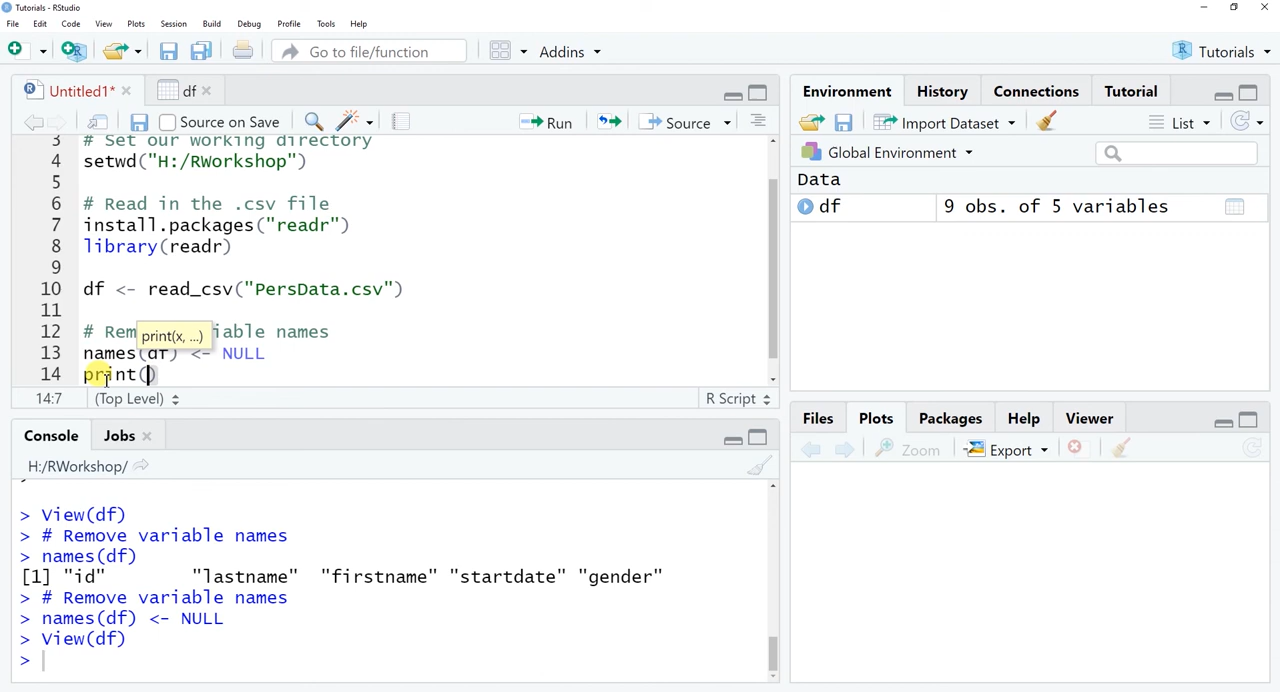 Tutorials - RStudio
File Edit Code View Plots Session Build Debug Profile Tools Help
Go to file/function Addins Tutorials
Untitled1* df
Source on Save Run Source
3 # Set our working directory
4 setwd("H:/RWorkshop")
5
6 # Read in the .csv file
7 install.packages("readr")
8 library(readr)
9
10 df <- read_csv("PersData.csv")
11
12 # Rem iable names
print(x, ...)
13 names(df) <- NULL
14 print()
14:7 (Top Level) R Script
Console Jobs
H:/RWorkshop/
> View(df)
> # Remove variable names
> names(df)
[1] "id" "lastname" "firstname" "startdate" "gender"
> # Remove variable names
> names(df) <- NULL
> View(df)
>
Environment History Connections Tutorial
Import Dataset List
Global Environment
Data
df 9 obs. of 5 variables
Files Plots Packages Help Viewer
Zoom Export